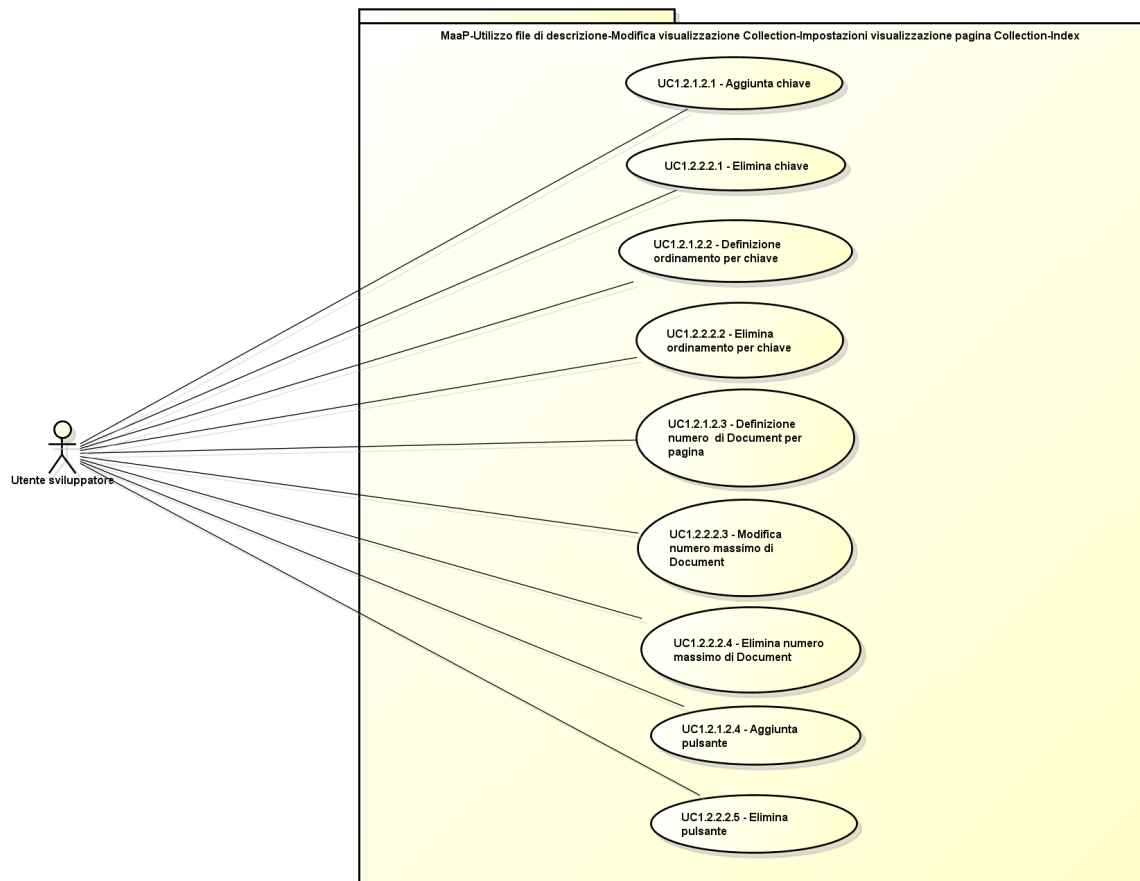 MaaP-Utilizzo file di descrizione-Modifica visualizzazione Collection-Impostazioni visualizzazione pagina Collection-Index
UC1.2.1.2.1 - Aggiunta chiave
UC1.2.2.2.1 - Elimina chiave
UC1.2.1.2.2 - Definizione
ordinamento per chiave
UC1.2.2.2.2 - Elimina
ordinamento per chiave
UC1.2.1.2.3 - Definizione
numero di Document per
pagina
Utente sviluppatore
UC1.2.2.2.3 - Modifica
numero massimo di
Document
UC1.2.2.2.4 - Elimina numero
massimo di Document
UC1.2.1.2.4 - Aggiunta
pulsante
UC1.2.2.2.5 - Elimina
pulsante